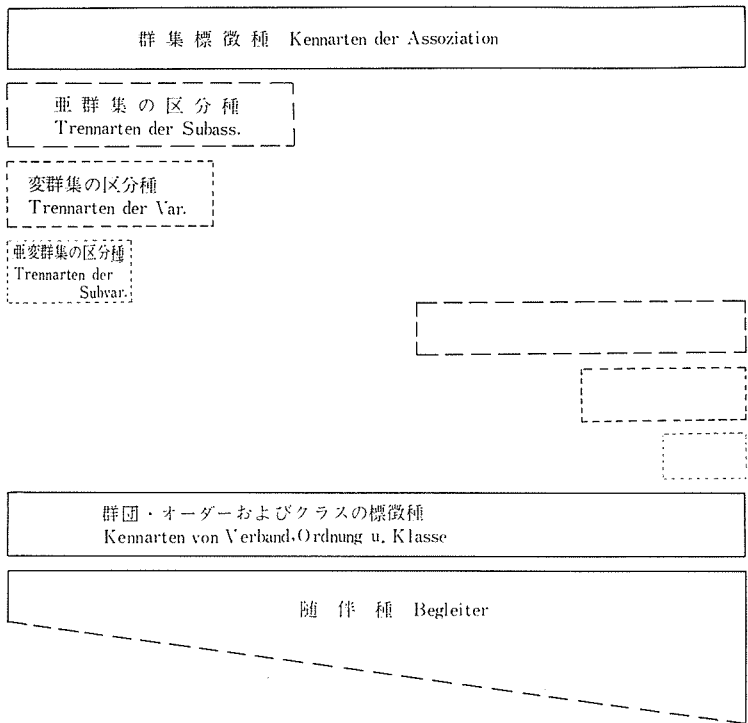 群集標徴種 Kennarten der Assoziation
亜群集の区分種
Trennarten der Subass.
変群集の区分種
Trennarten der Var.
亜変群集の区分種
Trennarten der
Subvar.
群団・オーダーおよびクラスの標徴種
Kennarten von Verband, Ordnung u. Klasse
随伴種 Begleiter